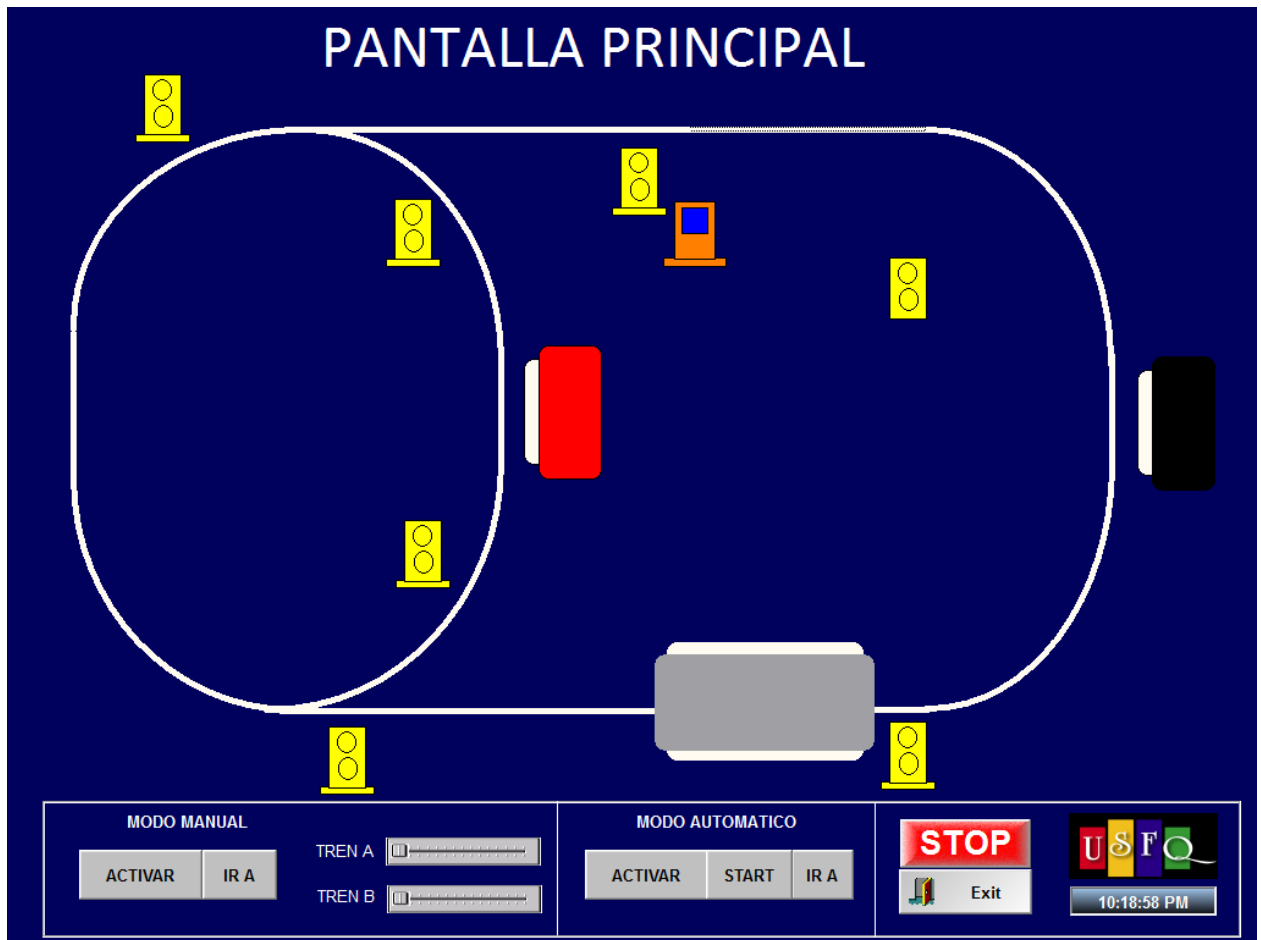 PANTALLA PRINCIPAL
MODO MANUAL
ACTIVAR
IR A
TREN A
TREN B
MODO AUTOMATICO
ACTIVAR
START
IR A
STOP
Exit
USFQ
10:18:58 PM